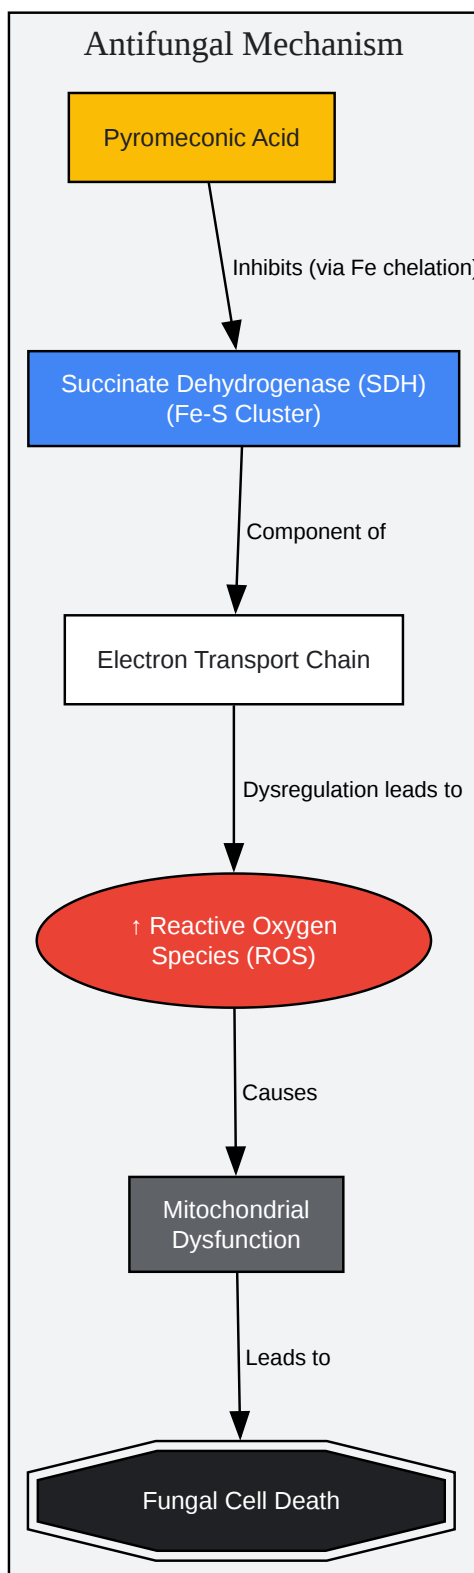 Antifungal Mechanism
Pyromeconic Acid
Inhibits (via Fe chelation)
Succinate Dehydrogenase (SDH)
(Fe-S Cluster)
Component of
Electron Transport Chain
Dysregulation leads to
↑ Reactive Oxygen
Species (ROS)
Causes
Mitochondrial
Dysfunction
Leads to
Fungal Cell Death